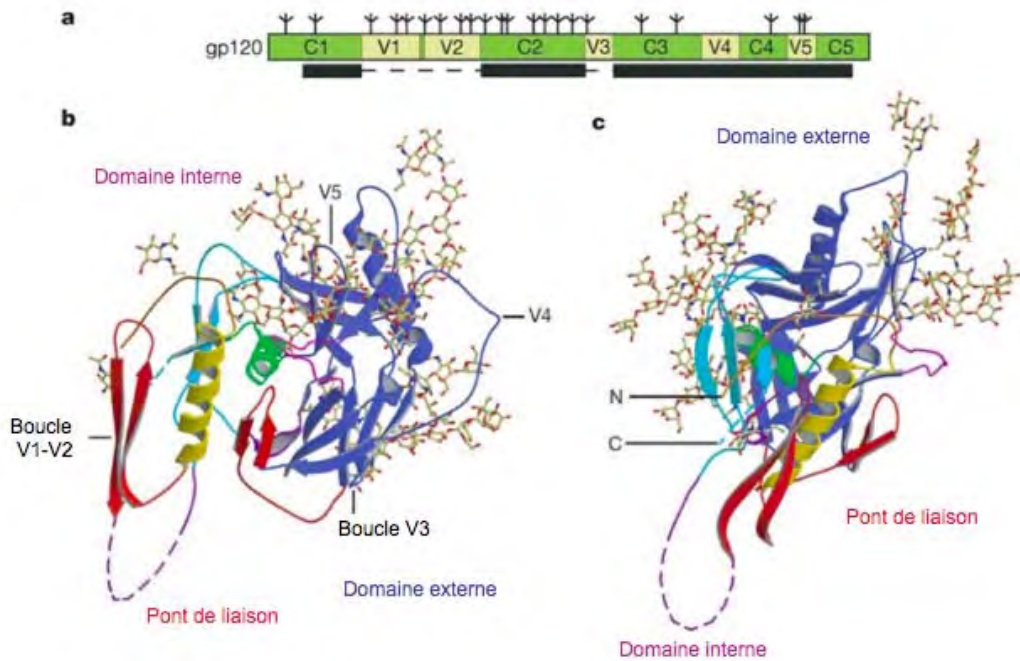 a
gp120
C1 V1 V2 C2 V3 C3 V4 C4 V5 C5
b
Domaine interne
V5
V4
Boucle
V1-V2
Boucle V3
Domaine externe
Pont de liaison
c
Domaine externe
N
C
Pont de liaison
Domaine interne